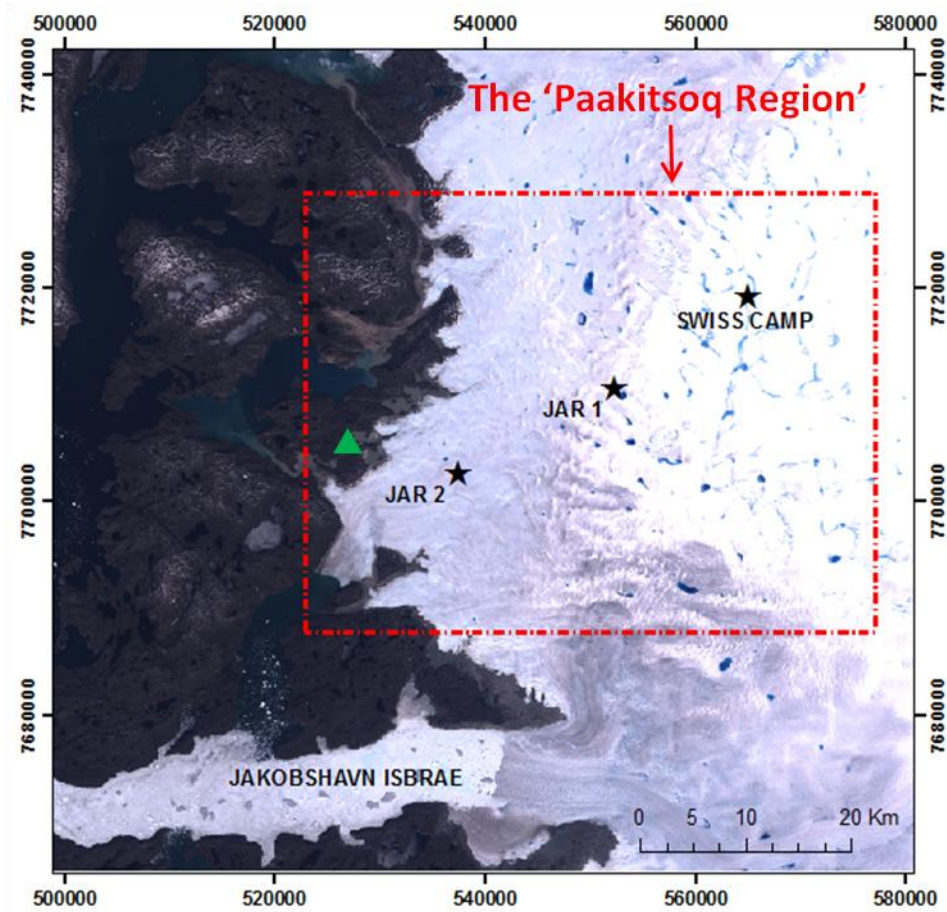 500000 520000 540000 560000 580000
7740000 7740000
The ‘Paakitsoq Region’
7720000 7720000
SWISS CAMP
JAR 1
JAR 2
7700000 7700000
7680000 7680000
JAKOBSHAVN ISBRAE
0 5 10 20 Km
500000 520000 540000 560000 580000